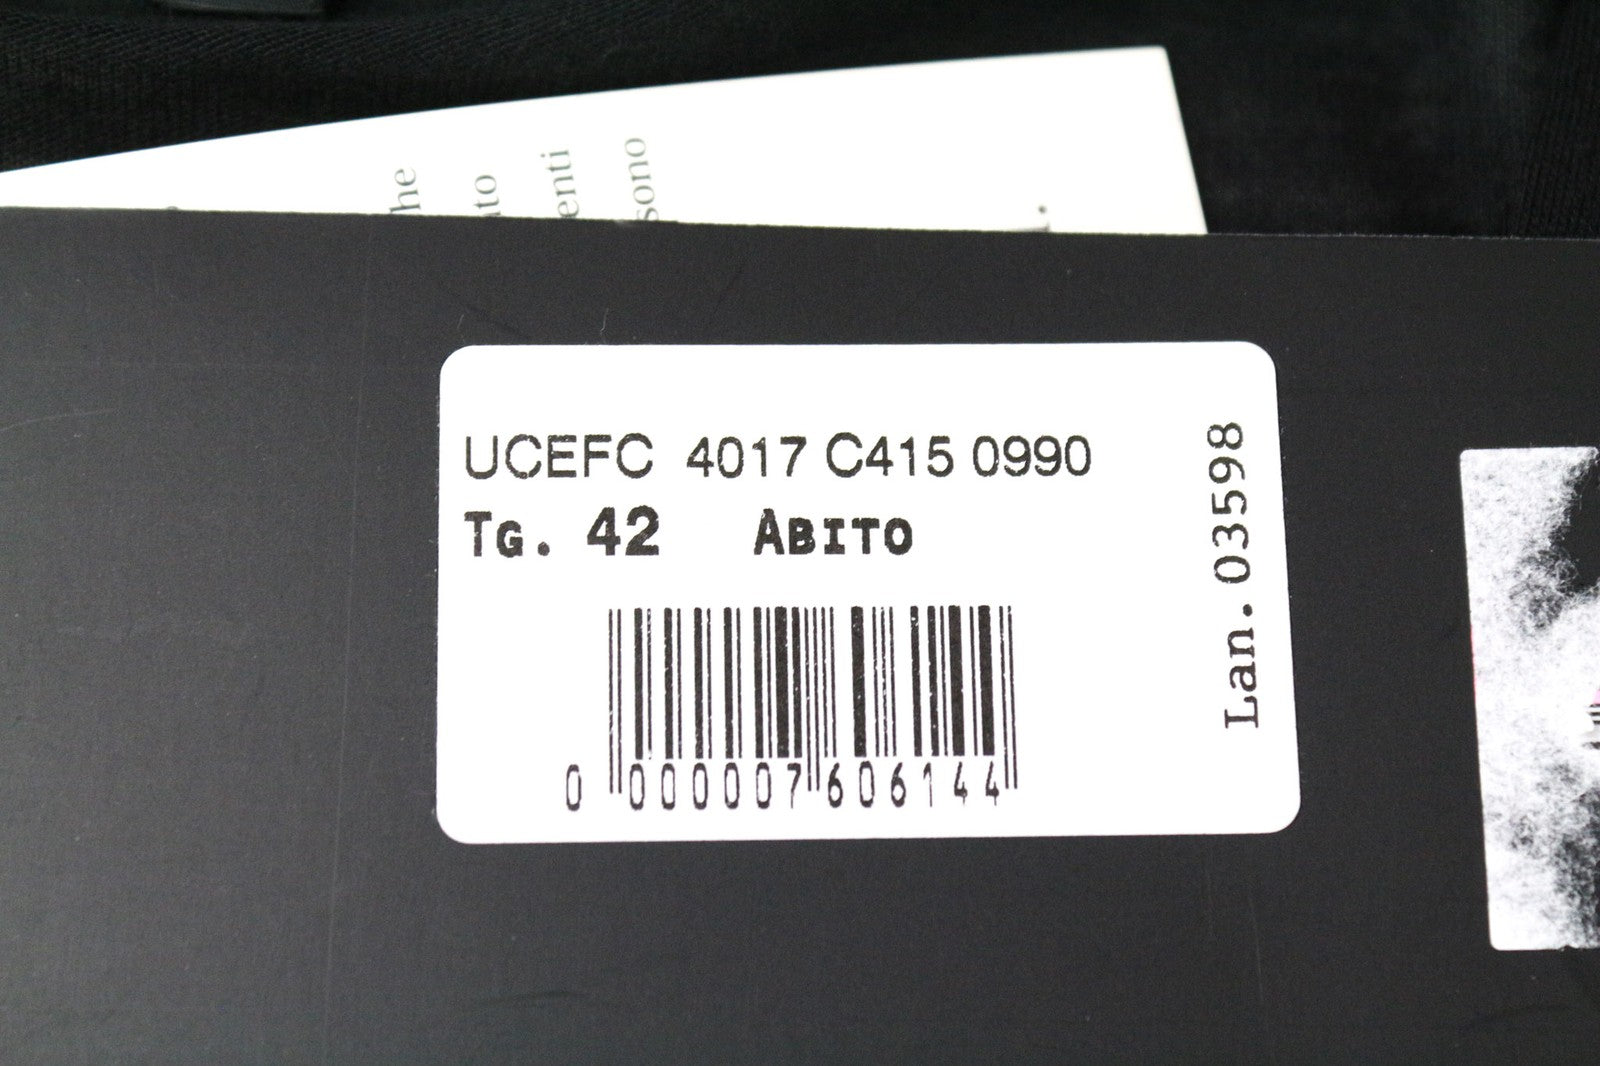 he
to
enti
sono
UCEFC 4017 C415 0990
TG. 42 ABITO
0 000007 606144
Lan. 03598